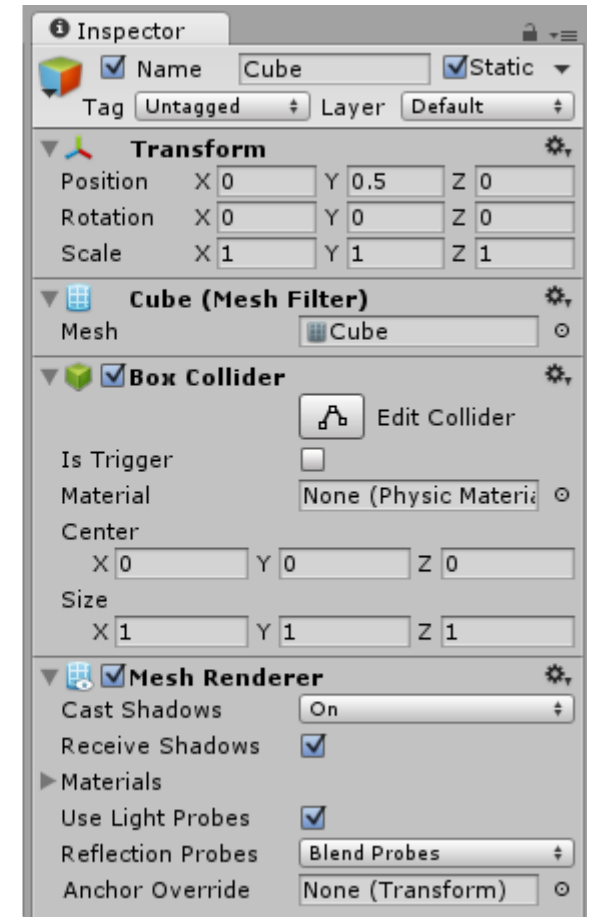 Inspector
Name Cube Static
Tag Untagged Layer Default
Transform
Position X 0 Y 0.5 Z 0
Rotation X 0 Y 0 Z 0
Scale X 1 Y 1 Z 1
Cube (Mesh Filter)
Mesh Cube
Box Collider
Edit Collider
Is Trigger
Material None (Physic Materia
Center
X 0 Y 0 Z 0
Size
X 1 Y 1 Z 1
Mesh Renderer
Cast Shadows On
Receive Shadows
Materials
Use Light Probes
Reflection Probes Blend Probes
Anchor Override None (Transform)